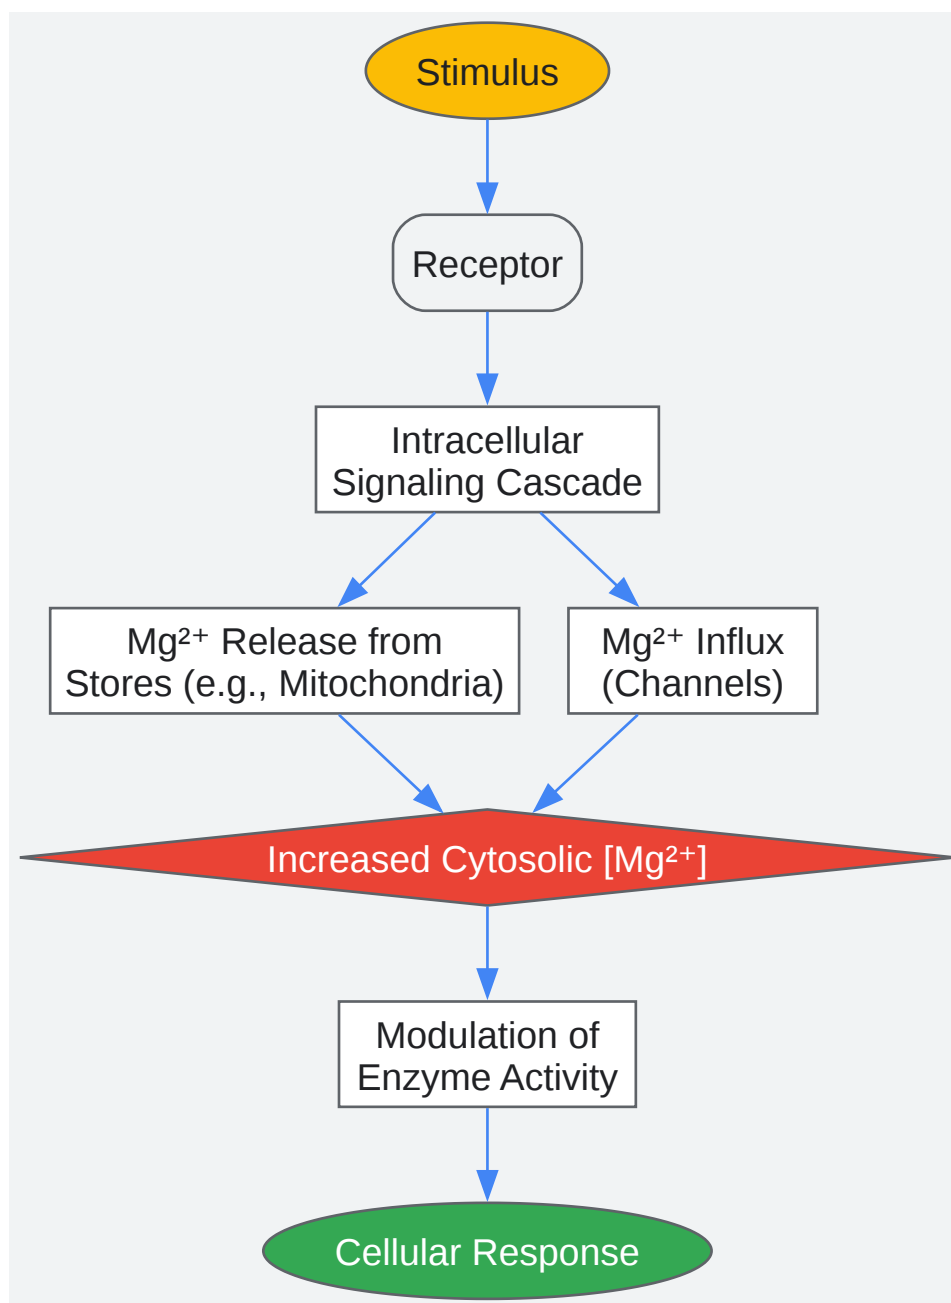 Stimulus
Receptor
Intracellular
Signaling Cascade
Mg²⁺ Release from
Stores (e.g., Mitochondria)
Mg²⁺ Influx
(Channels)
Increased Cytosolic [Mg²⁺]
Modulation of
Enzyme Activity
Cellular Response